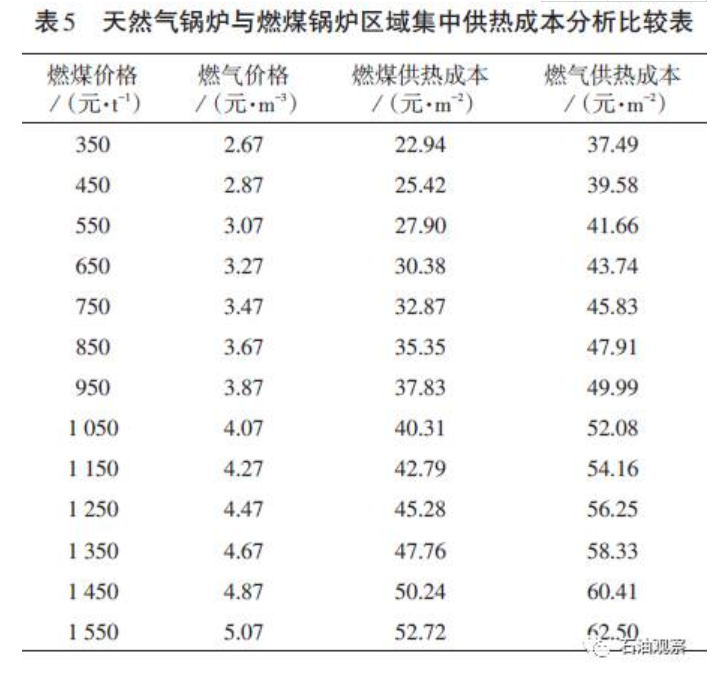 表5 天然气锅炉与燃煤锅炉区域集中供热成本分析比较表
燃煤价格 燃气价格 燃煤供热成本 燃气供热成本
/(元·t⁻¹) /(元·m⁻³) /(元·m⁻²) /(元·m⁻²)
350 2.67 22.94 37.49
450 2.87 25.42 39.58
550 3.07 27.90 41.66
650 3.27 30.38 43.74
750 3.47 32.87 45.83
850 3.67 35.35 47.91
950 3.87 37.83 49.99
1 050 4.07 40.31 52.08
1 150 4.27 42.79 54.16
1 250 4.47 45.28 56.25
1 350 4.67 47.76 58.33
1 450 4.87 50.24 60.41
1 550 5.07 52.72 62.50
石油观察